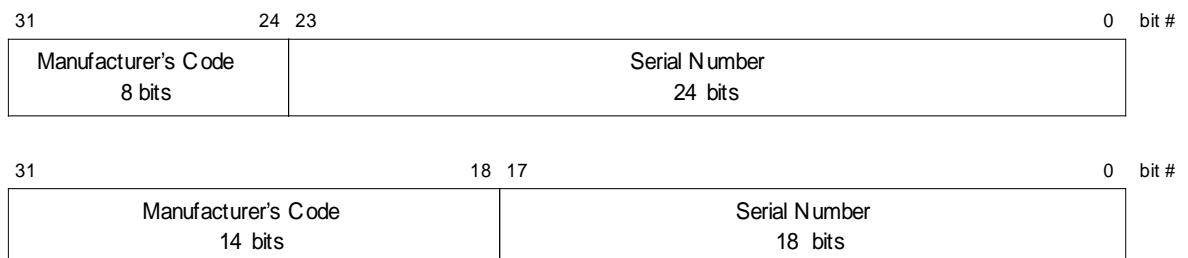 31 24 23 0 bit #
Manufacturer's Code Serial Number
8 bits 24 bits
31 18 17 0 bit #
Manufacturer's Code Serial Number
14 bits 18 bits